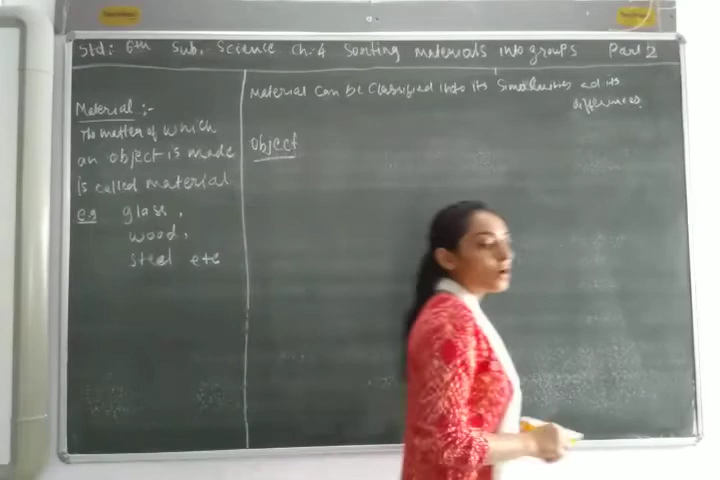 Std: 6th Sub. Science Ch:4 Sorting materials into groups Part 2
Material :-
The matter of which
an object is made
is called material
eg glass,
wood,
steel etc
Material Can be Classified into its Similarities ad its
differences.
Object